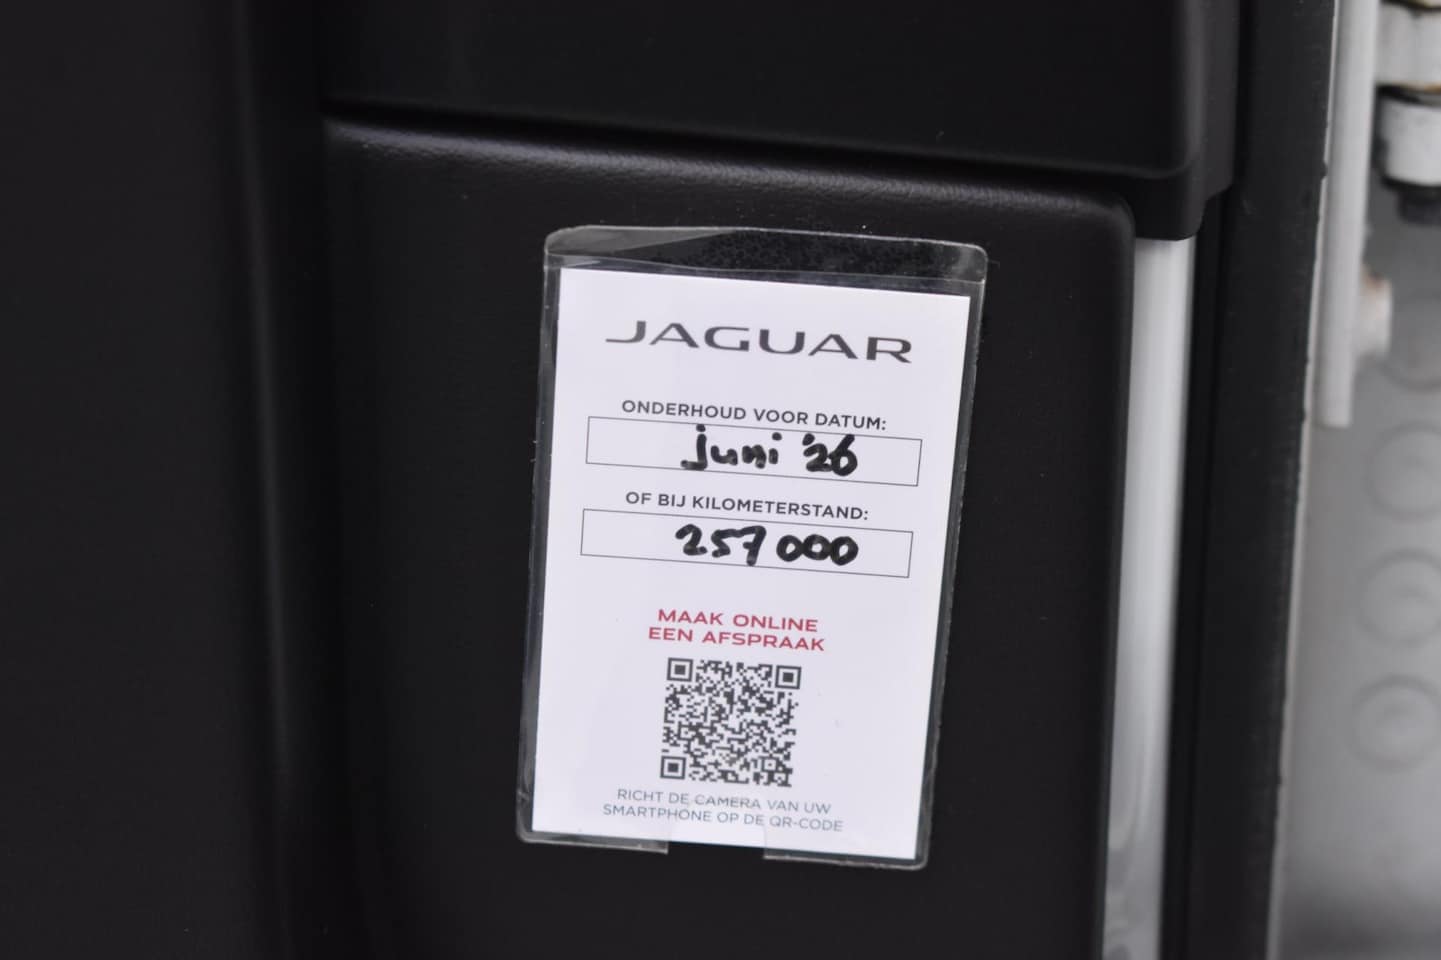 JAGUAR
ONDERHOUD VOOR DATUM:
juni '26
OF BIJ KILOMETERSTAND:
257000
MAAK ONLINE
EEN AFSPRAAK
RICHT DE CAMERA VAN UW
SMARTPHONE OP DE QR-CODE